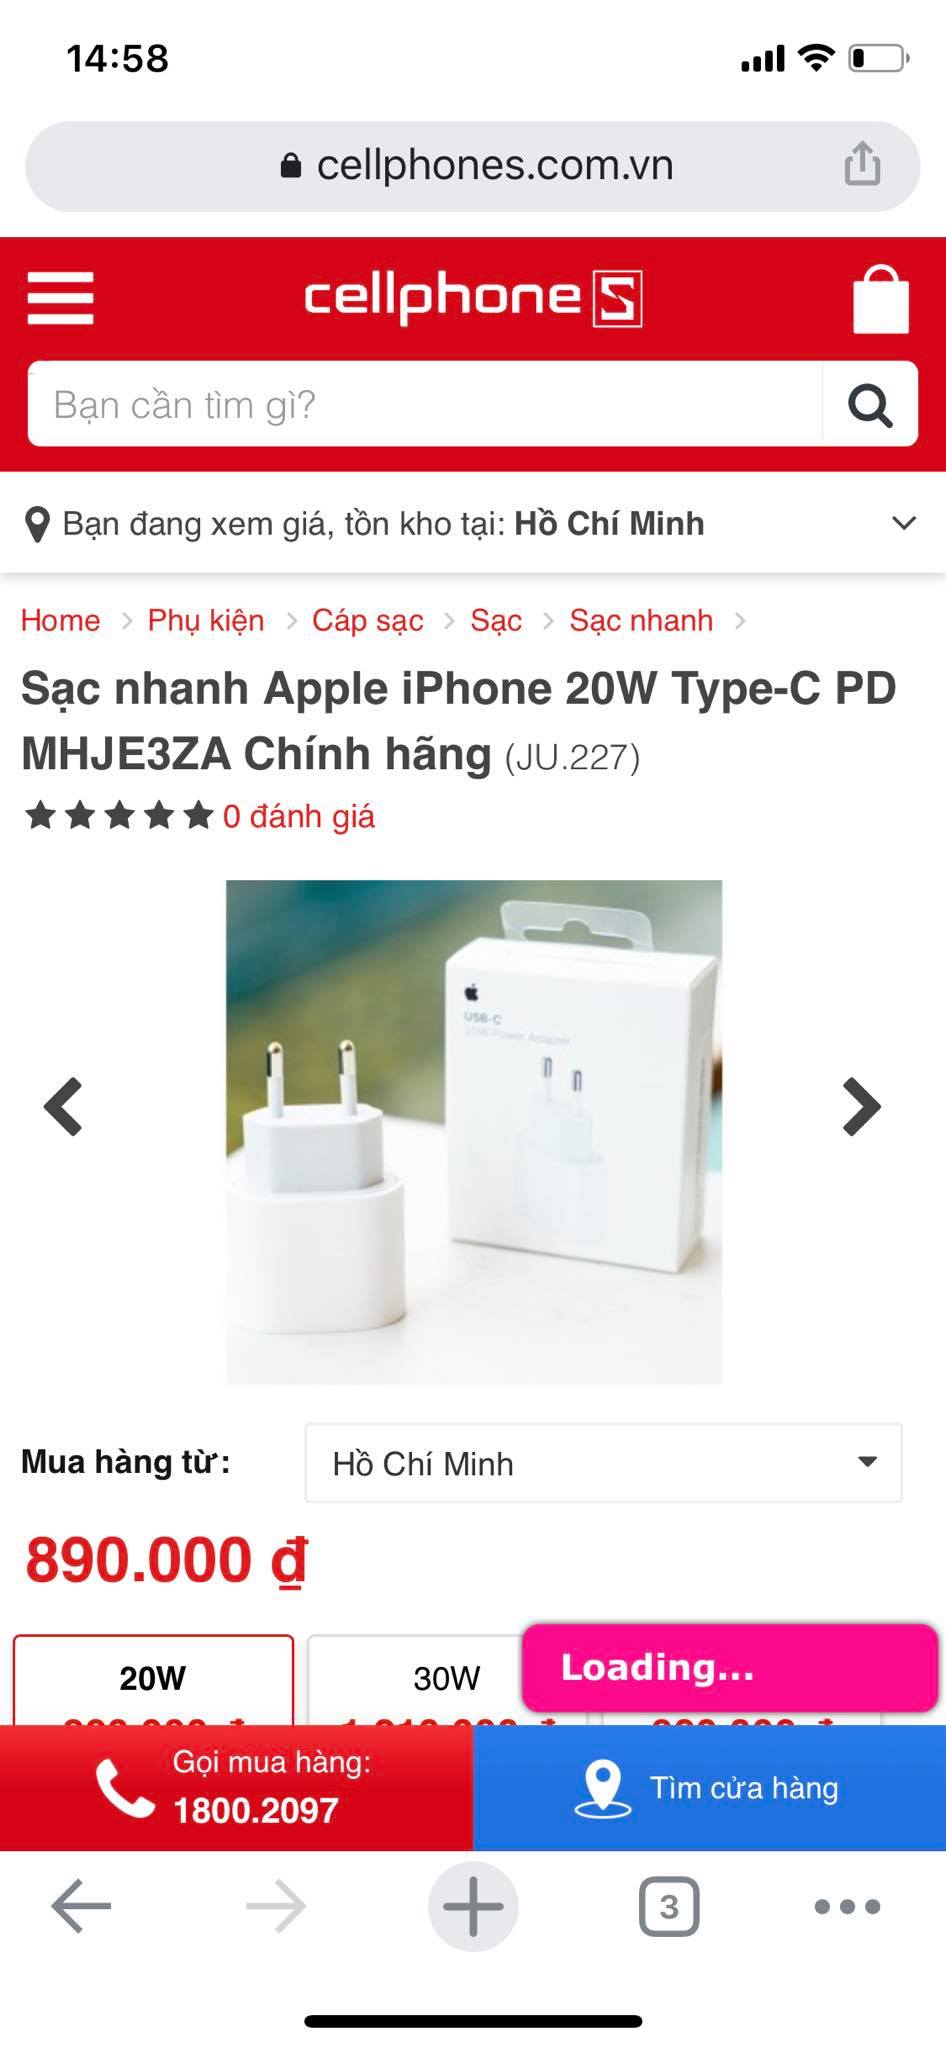 14:58
cellphones.com.vn
cellphoneS
Bạn cần tìm gì?
Bạn đang xem giá, tồn kho tại: Hồ Chí Minh
Home > Phụ kiện > Cáp sạc > Sạc > Sạc nhanh >
Sạc nhanh Apple iPhone 20W Type-C PD
MHJE3ZA Chính hãng (JU.227)
0 đánh giá
USB-C
20W Power Adapter
Mua hàng từ:
Hồ Chí Minh
890.000 ₫
20W
30W
Loading...
Gọi mua hàng:
1800.2097
Tìm cửa hàng
3